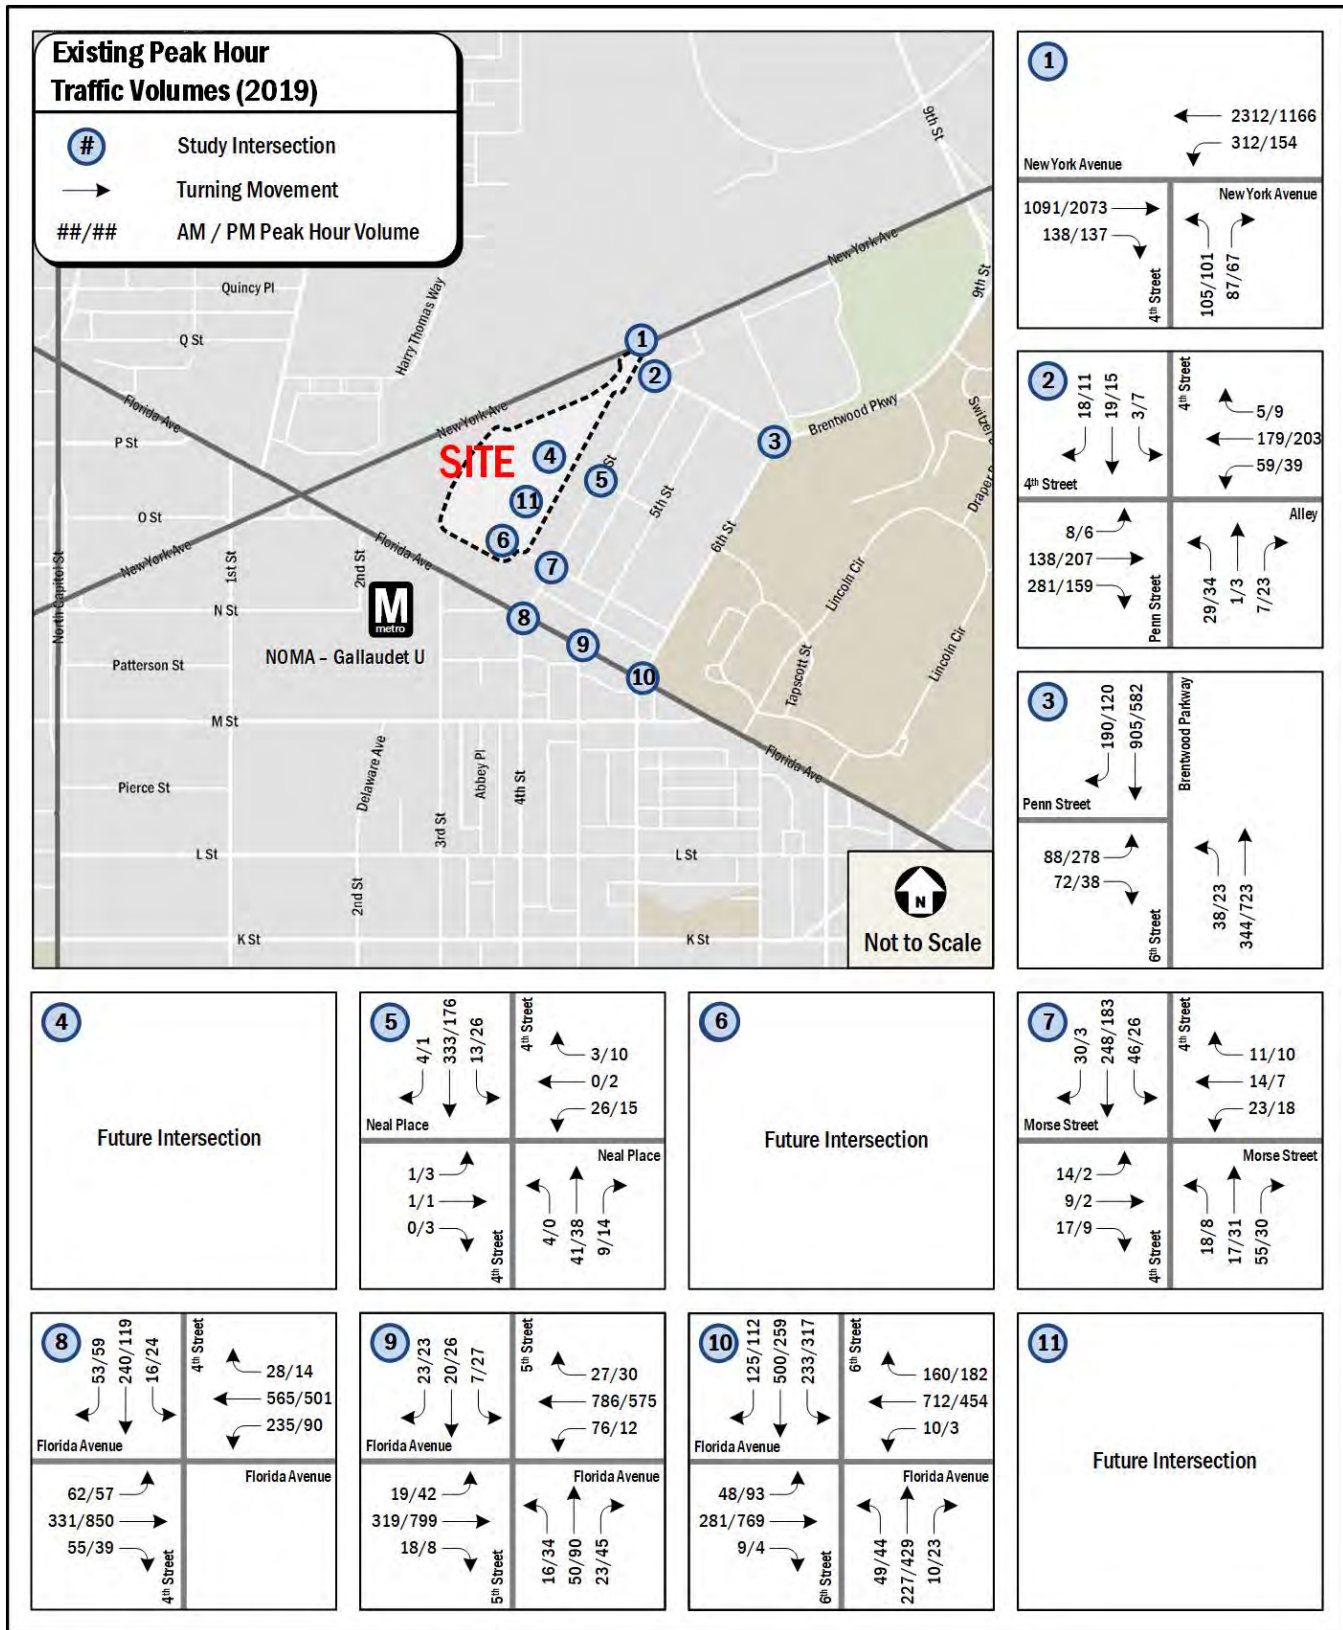 Existing Peak Hour
Traffic Volumes (2019)
# Study Intersection
Turning Movement
##/## AM / PM Peak Hour Volume
Quincy Pl
Q St
Harry Thomas Way
Florida Ave
P St
New York Ave
New York Ave
9th St
9th St
Brentwood Pkwy
SITE
1
2
3
4
5
11
6
7
8
9
10
St
5th St
6th St
O St
New York Ave
Florida Ave
North Capitol St
1st St
2nd St
N St
M
metro
NOMA – Gallaudet U
Patterson St
M St
Lincoln Cir
Lincoln Cir
Tapscott St
Florida Ave
Pierce St
Delaware Ave
Abbey Pl
3rd St
4th St
L St
L St
2nd St
K St
K St
N
Not to Scale
1
2312/1166
312/154
New York Avenue
New York Avenue
1091/2073
138/137
4th Street
105/101
87/67
2
18/11
19/15
3/7
4th Street
5/9
179/203
59/39
4th Street
Alley
8/6
138/207
281/159
Penn Street
29/34
1/3
7/23
3
190/120
905/582
Brentwood Parkway
Penn Street
88/278
72/38
6th Street
38/23
344/723
4
Future Intersection
5
4/1
333/176
13/26
4th Street
3/10
0/2
26/15
Neal Place
Neal Place
1/3
1/1
0/3
4th Street
4/0
41/38
9/14
6
Future Intersection
7
30/3
248/183
46/26
4th Street
11/10
14/7
23/18
Morse Street
Morse Street
14/2
9/2
17/9
4th Street
18/8
17/31
55/30
8
53/59
240/119
16/24
4th Street
28/14
565/501
235/90
Florida Avenue
Florida Avenue
62/57
331/850
55/39
4th Street
9
23/23
20/26
7/27
5th Street
27/30
786/575
76/12
Florida Avenue
Florida Avenue
19/42
319/799
18/8
5th Street
16/34
50/90
23/45
10
125/112
500/259
233/317
6th Street
160/182
712/454
10/3
Florida Avenue
Florida Avenue
48/93
281/769
9/4
6th Street
49/44
227/429
10/23
11
Future Intersection